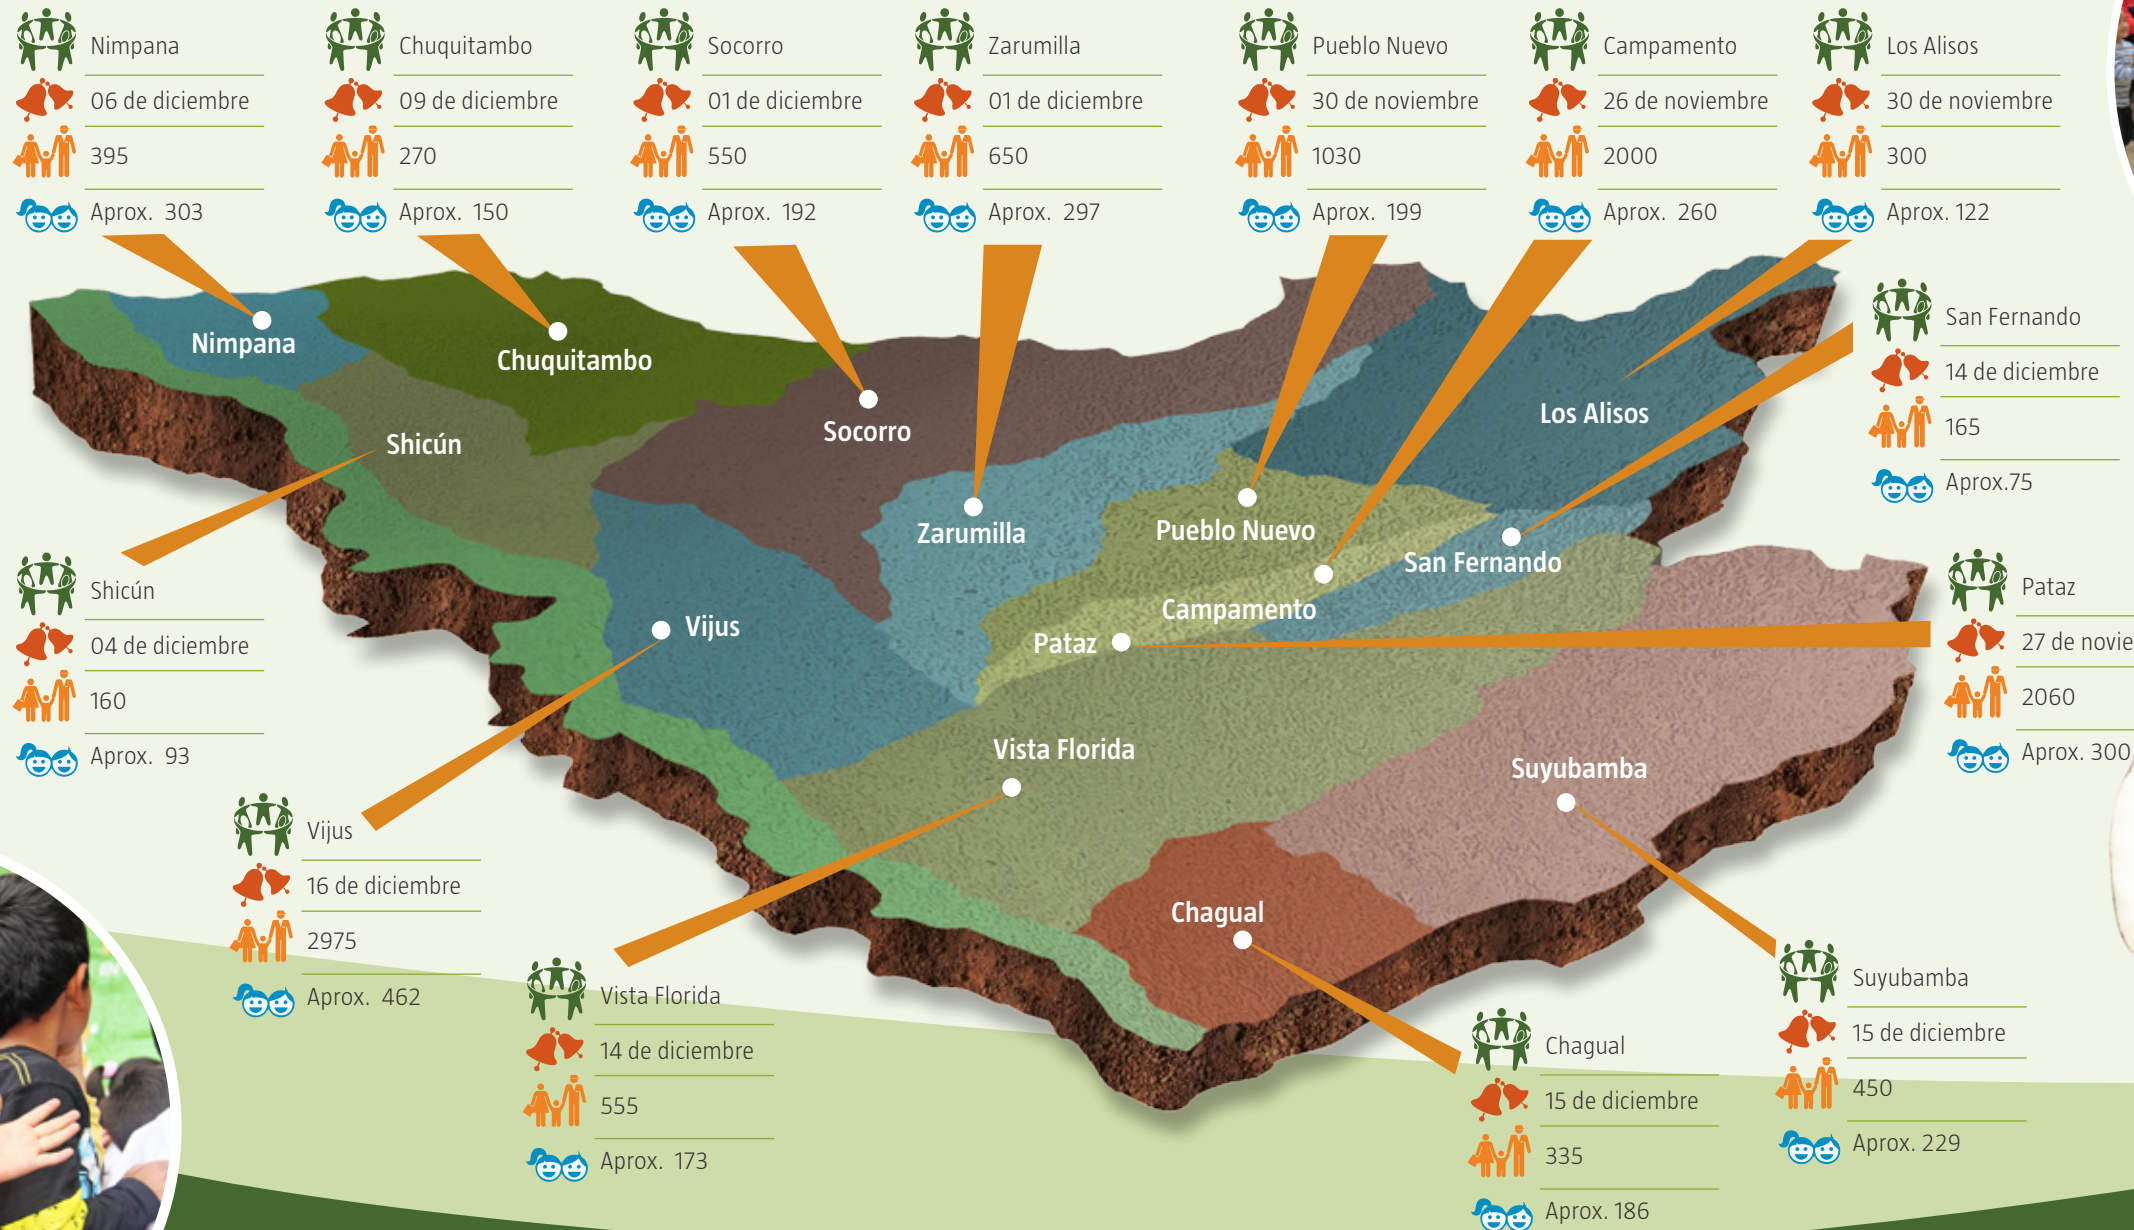 Nimpana
06 de diciembre
395
Aprox. 303
Chuquitambo
09 de diciembre
270
Aprox. 150
Socorro
01 de diciembre
550
Aprox. 192
Zarumilla
01 de diciembre
650
Aprox. 297
Pueblo Nuevo
30 de noviembre
1030
Aprox. 199
Campamento
26 de noviembre
2000
Aprox. 260
Los Alisos
30 de noviembre
300
Aprox. 122
San Fernando
14 de diciembre
165
Aprox.75
Nimpana
Chuquitambo
Shicún
Socorro
Los Alisos
Zarumilla
Pueblo Nuevo
San Fernando
Campamento
Vijus
Pataz
Vista Florida
Suyubamba
Chagual
Shicún
04 de diciembre
160
Aprox. 93
Pataz
27 de novie
2060
Aprox. 300
Vijus
16 de diciembre
2975
Aprox. 462
Vista Florida
14 de diciembre
555
Aprox. 173
Suyubamba
15 de diciembre
450
Aprox. 229
Chagual
15 de diciembre
335
Aprox. 186